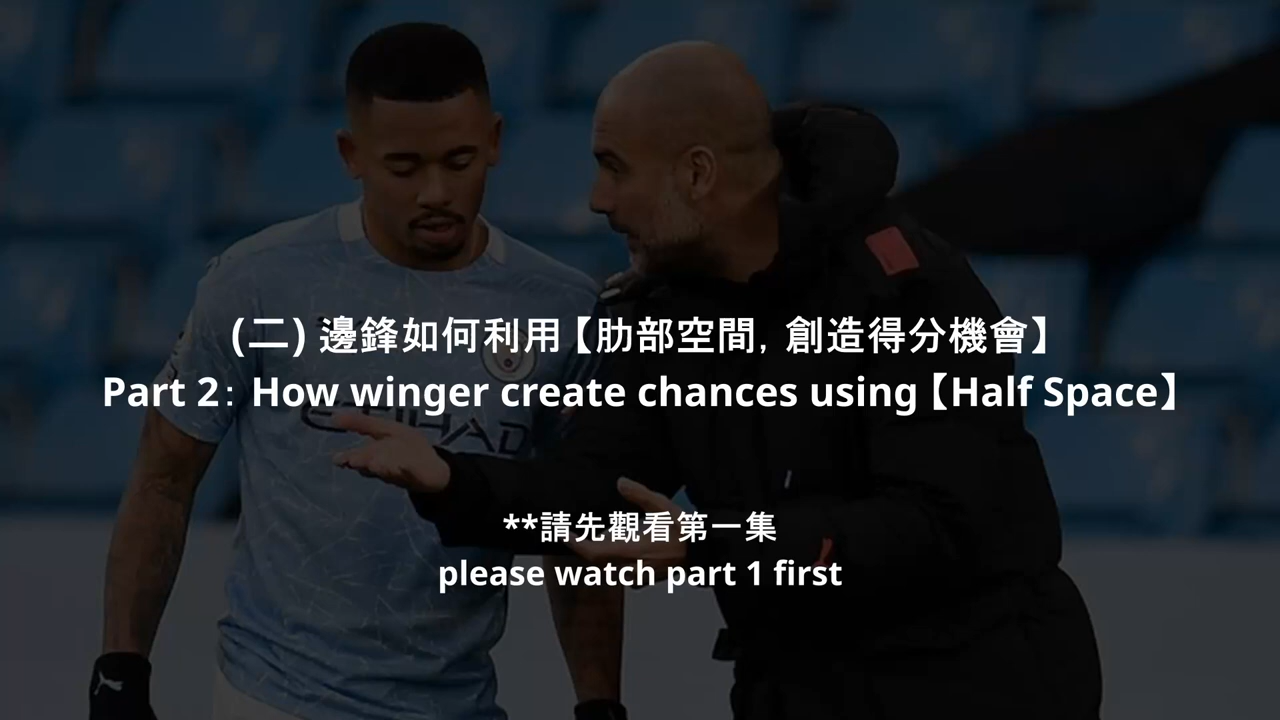 (二) 邊鋒如何利用【肋部空間，創造得分機會】
Part 2： How winger create chances using【Half Space】
ETIHAD
**請先觀看第一集
please watch part 1 first